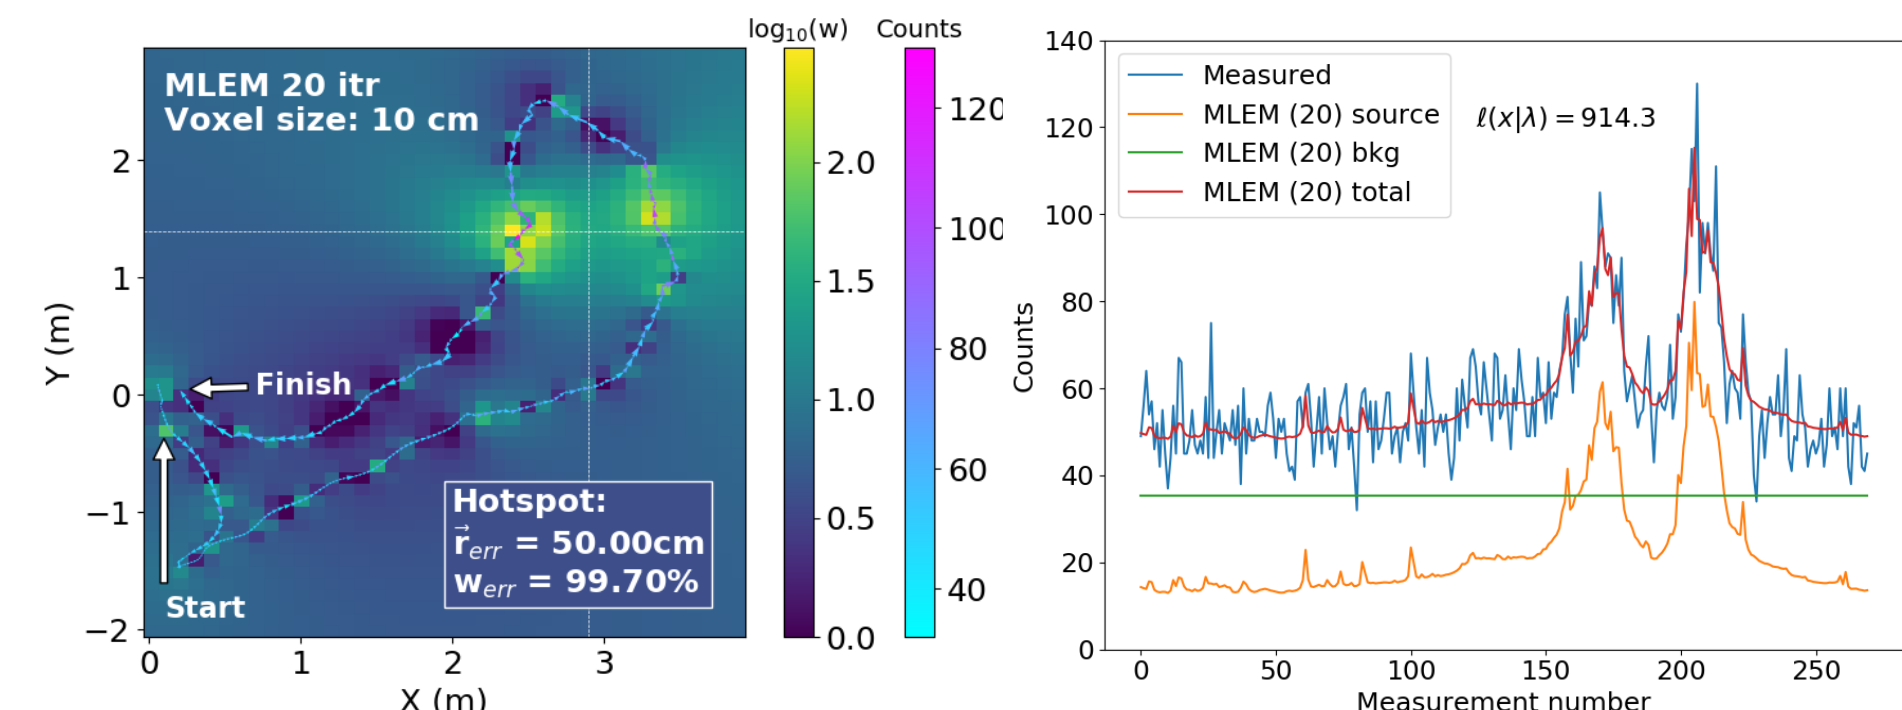 log₁₀(w) Counts
MLEM 20 itr
Voxel size: 10 cm
Finish
Start
Hotspot:
r⃗err = 50.00cm
werr = 99.70%
2
1
0
−1
−2
Y (m)
0 1 2 3
X (m)
2.0
1.5
1.0
0.5
0.0
120
100
80
60
40
Measured
MLEM (20) source
MLEM (20) bkg
MLEM (20) total
ℓ(x|λ) = 914.3
140
120
100
80
60
40
20
0
Counts
0 50 100 150 200 250
Measurement number